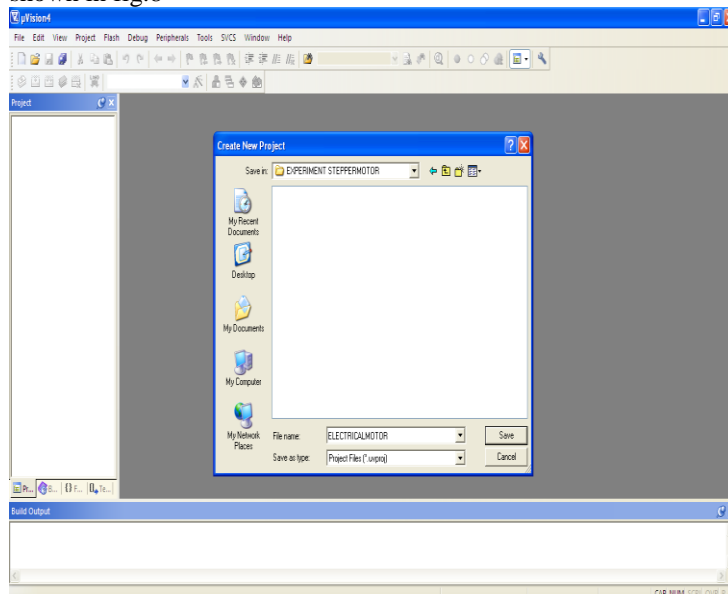 µVision4
File Edit View Project Flash Debug Peripherals Tools SVCS Window Help
Project
Create New Project
Save in: EXPERIMENT STEPPERMOTOR
My Recent
Documents
Desktop
My Documents
My Computer
My Network
Places
File name: ELECTRICALMOTOR
Save
Save as type: Project Files (*.uvproj)
Cancel
Pr... B... {} F... Te...
Build Output